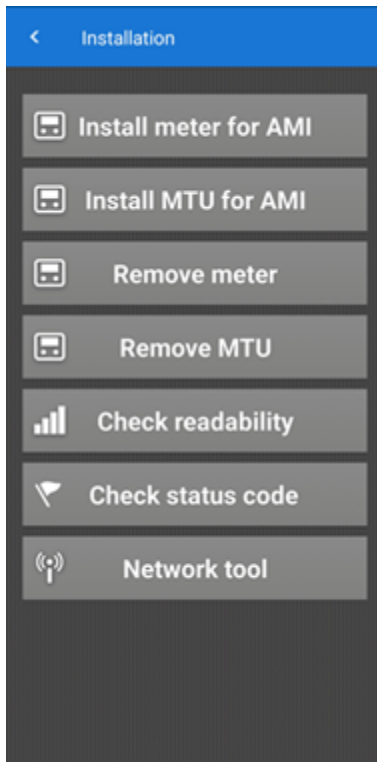 Installation
Install meter for AMI
Install MTU for AMI
Remove meter
Remove MTU
Check readability
Check status code
Network tool